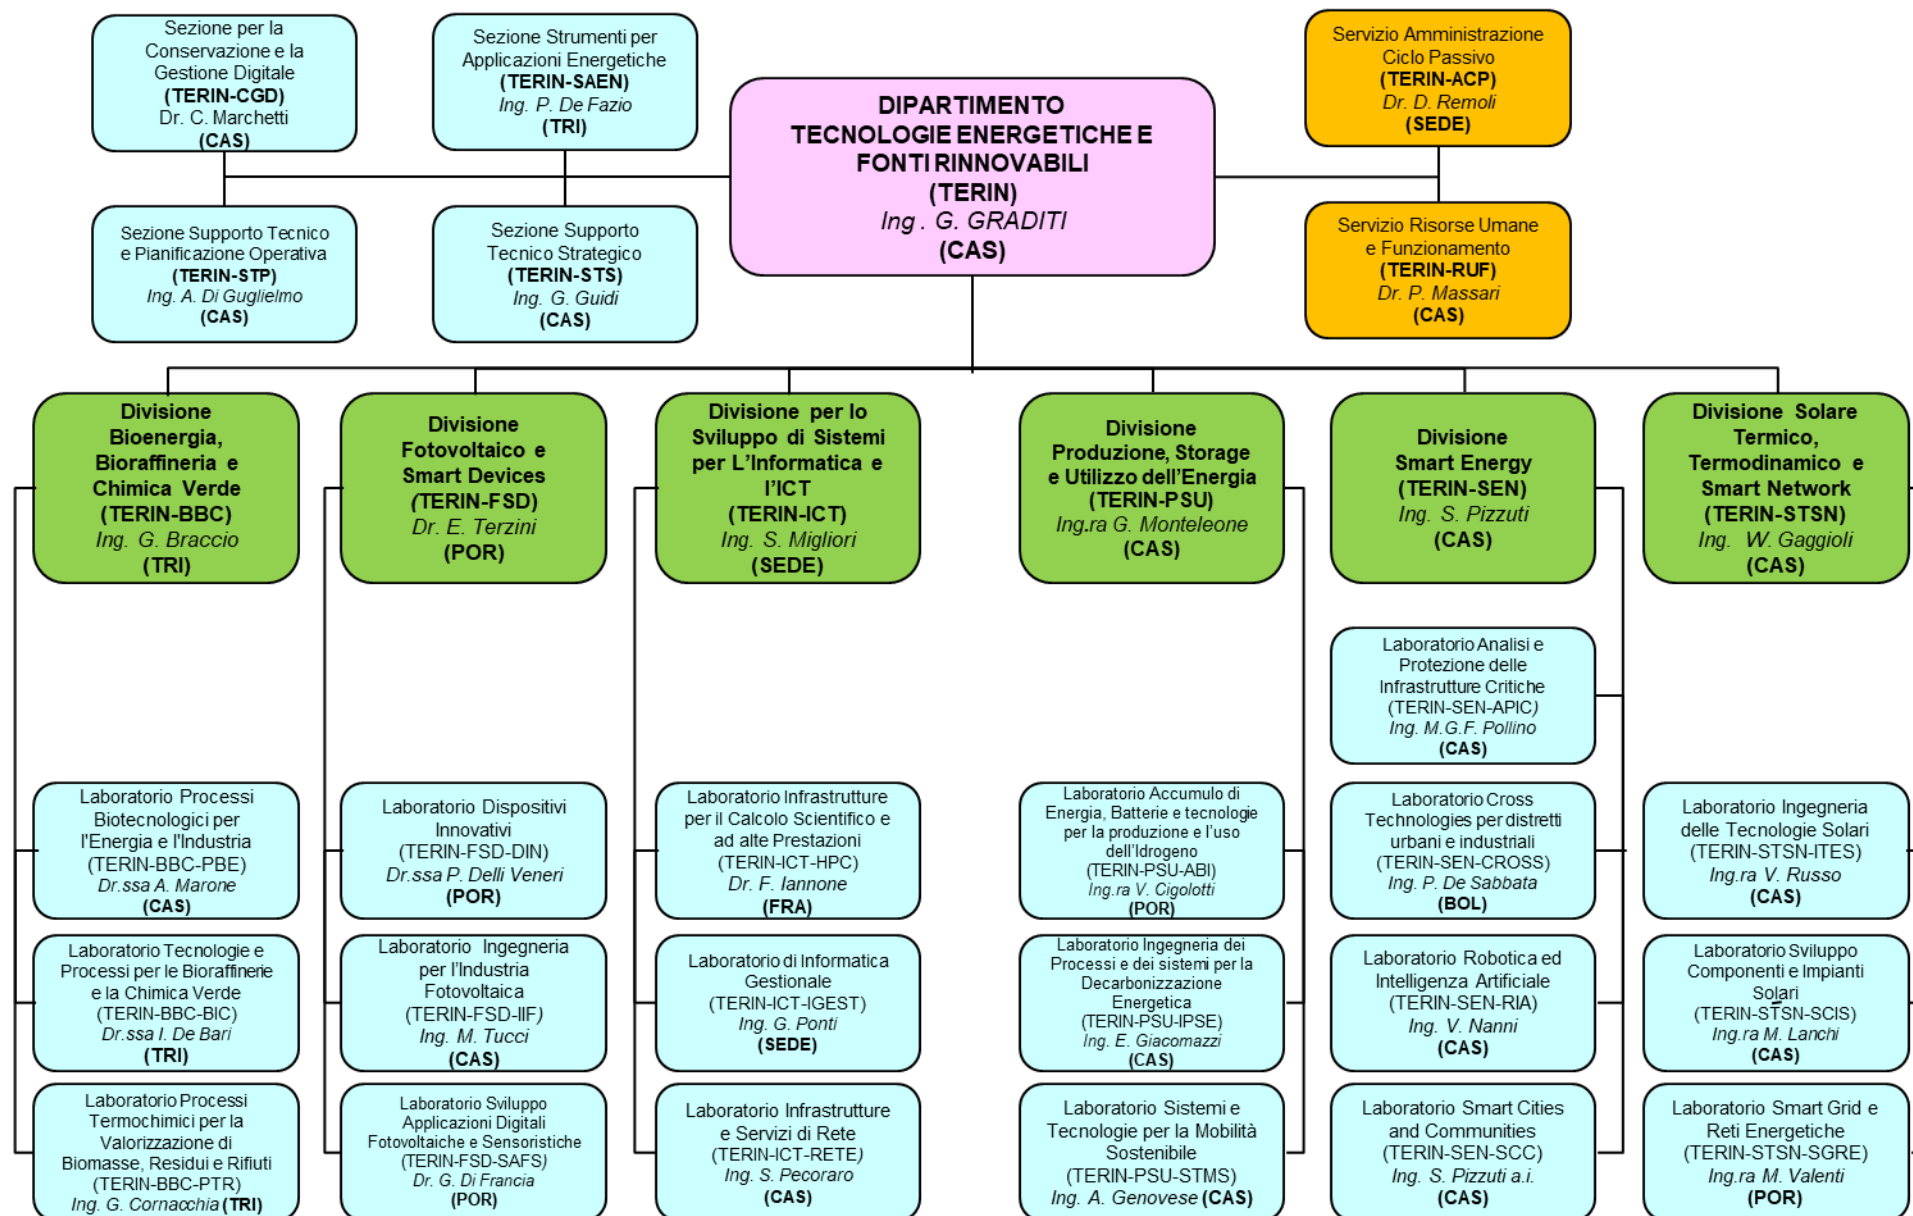 Sezione per la
Conservazione e la
Gestione Digitale
(TERIN-CGD)
Dr. C. Marchetti
(CAS)
Sezione Strumenti per
Applicazioni Energetiche
(TERIN-SAEN)
Ing. P. De Fazio
(TRI)
DIPARTIMENTO
TECNOLOGIE ENERGETICHE E
FONTI RINNOVABILI
(TERIN)
Ing . G. GRADITI
(CAS)
Servizio Amministrazione
Ciclo Passivo
(TERIN-ACP)
Dr. D. Remoli
(SEDE)
Sezione Supporto Tecnico
e Pianificazione Operativa
(TERIN-STP)
Ing. A. Di Guglielmo
(CAS)
Sezione Supporto
Tecnico Strategico
(TERIN-STS)
Ing. G. Guidi
(CAS)
Servizio Risorse Umane
e Funzionamento
(TERIN-RUF)
Dr. P. Massari
(CAS)
Divisione
Bioenergia,
Bioraffineria e
Chimica Verde
(TERIN-BBC)
Ing. G. Braccio
(TRI)
Divisione
Fotovoltaico e
Smart Devices
(TERIN-FSD)
Dr. E. Terzini
(POR)
Divisione per lo
Sviluppo di Sistemi
per L'Informatica e
l'ICT
(TERIN-ICT)
Ing. S. Migliori
(SEDE)
Divisione
Produzione, Storage
e Utilizzo dell'Energia
(TERIN-PSU)
Ing.ra G. Monteleone
(CAS)
Divisione
Smart Energy
(TERIN-SEN)
Ing. S. Pizzuti
(CAS)
Divisione Solare
Termico,
Termodinamico e
Smart Network
(TERIN-STSN)
Ing. W. Gaggioli
(CAS)
Laboratorio Analisi e
Protezione delle
Infrastrutture Critiche
(TERIN-SEN-APIC)
Ing. M.G.F. Pollino
(CAS)
Laboratorio Processi
Biotecnologici per
l'Energia e l'Industria
(TERIN-BBC-PBE)
Dr.ssa A. Marone
(CAS)
Laboratorio Dispositivi
Innovativi
(TERIN-FSD-DIN)
Dr.ssa P. Delli Veneri
(POR)
Laboratorio Infrastrutture
per il Calcolo Scientifico e
ad alte Prestazioni
(TERIN-ICT-HPC)
Dr. F. Iannone
(FRA)
Laboratorio Accumulo di
Energia, Batterie e tecnologie
per la produzione e l'uso
dell'Idrogeno
(TERIN-PSU-ABI)
Ing.ra V. Cigolotti
(POR)
Laboratorio Cross
Technologies per distretti
urbani e industriali
(TERIN-SEN-CROSS)
Ing. P. De Sabbata
(BOL)
Laboratorio Ingegneria
delle Tecnologie Solari
(TERIN-STSN-ITES)
Ing.ra V. Russo
(CAS)
Laboratorio Tecnologie e
Processi per le Bioraffinerie
e la Chimica Verde
(TERIN-BBC-BIC)
Dr.ssa I. De Bari
(TRI)
Laboratorio Ingegneria
per l'Industria
Fotovoltaica
(TERIN-FSD-IIF)
Ing. M. Tucci
(CAS)
Laboratorio di Informatica
Gestionale
(TERIN-ICT-IGEST)
Ing. G. Ponti
(SEDE)
Laboratorio Ingegneria dei
Processi e dei sistemi per la
Decarbonizzazione
Energetica
(TERIN-PSU-IPSE)
Ing. E. Giacomazzi
(CAS)
Laboratorio Robotica ed
Intelligenza Artificiale
(TERIN-SEN-RIA)
Ing. V. Nanni
(CAS)
Laboratorio Sviluppo
Componenti e Impianti
Solari
(TERIN-STSN-SCIS)
Ing.ra M. Lanchi
(CAS)
Laboratorio Processi
Termochimici per la
Valorizzazione di
Biomasse, Residui e Rifiuti
(TERIN-BBC-PTR)
Ing. G. Cornacchia (TRI)
Laboratorio Sviluppo
Applicazioni Digitali
Fotovoltaiche e Sensoristiche
(TERIN-FSD-SAFS)
Dr. G. Di Francia
(POR)
Laboratorio Infrastrutture
e Servizi di Rete
(TERIN-ICT-RETE)
Ing. S. Pecoraro
(CAS)
Laboratorio Sistemi e
Tecnologie per la Mobilità
Sostenibile
(TERIN-PSU-STMS)
Ing. A. Genovese (CAS)
Laboratorio Smart Cities
and Communities
(TERIN-SEN-SCC)
Ing. S. Pizzuti a.i.
(CAS)
Laboratorio Smart Grid e
Reti Energetiche
(TERIN-STSN-SGRE)
Ing.ra M. Valenti
(POR)